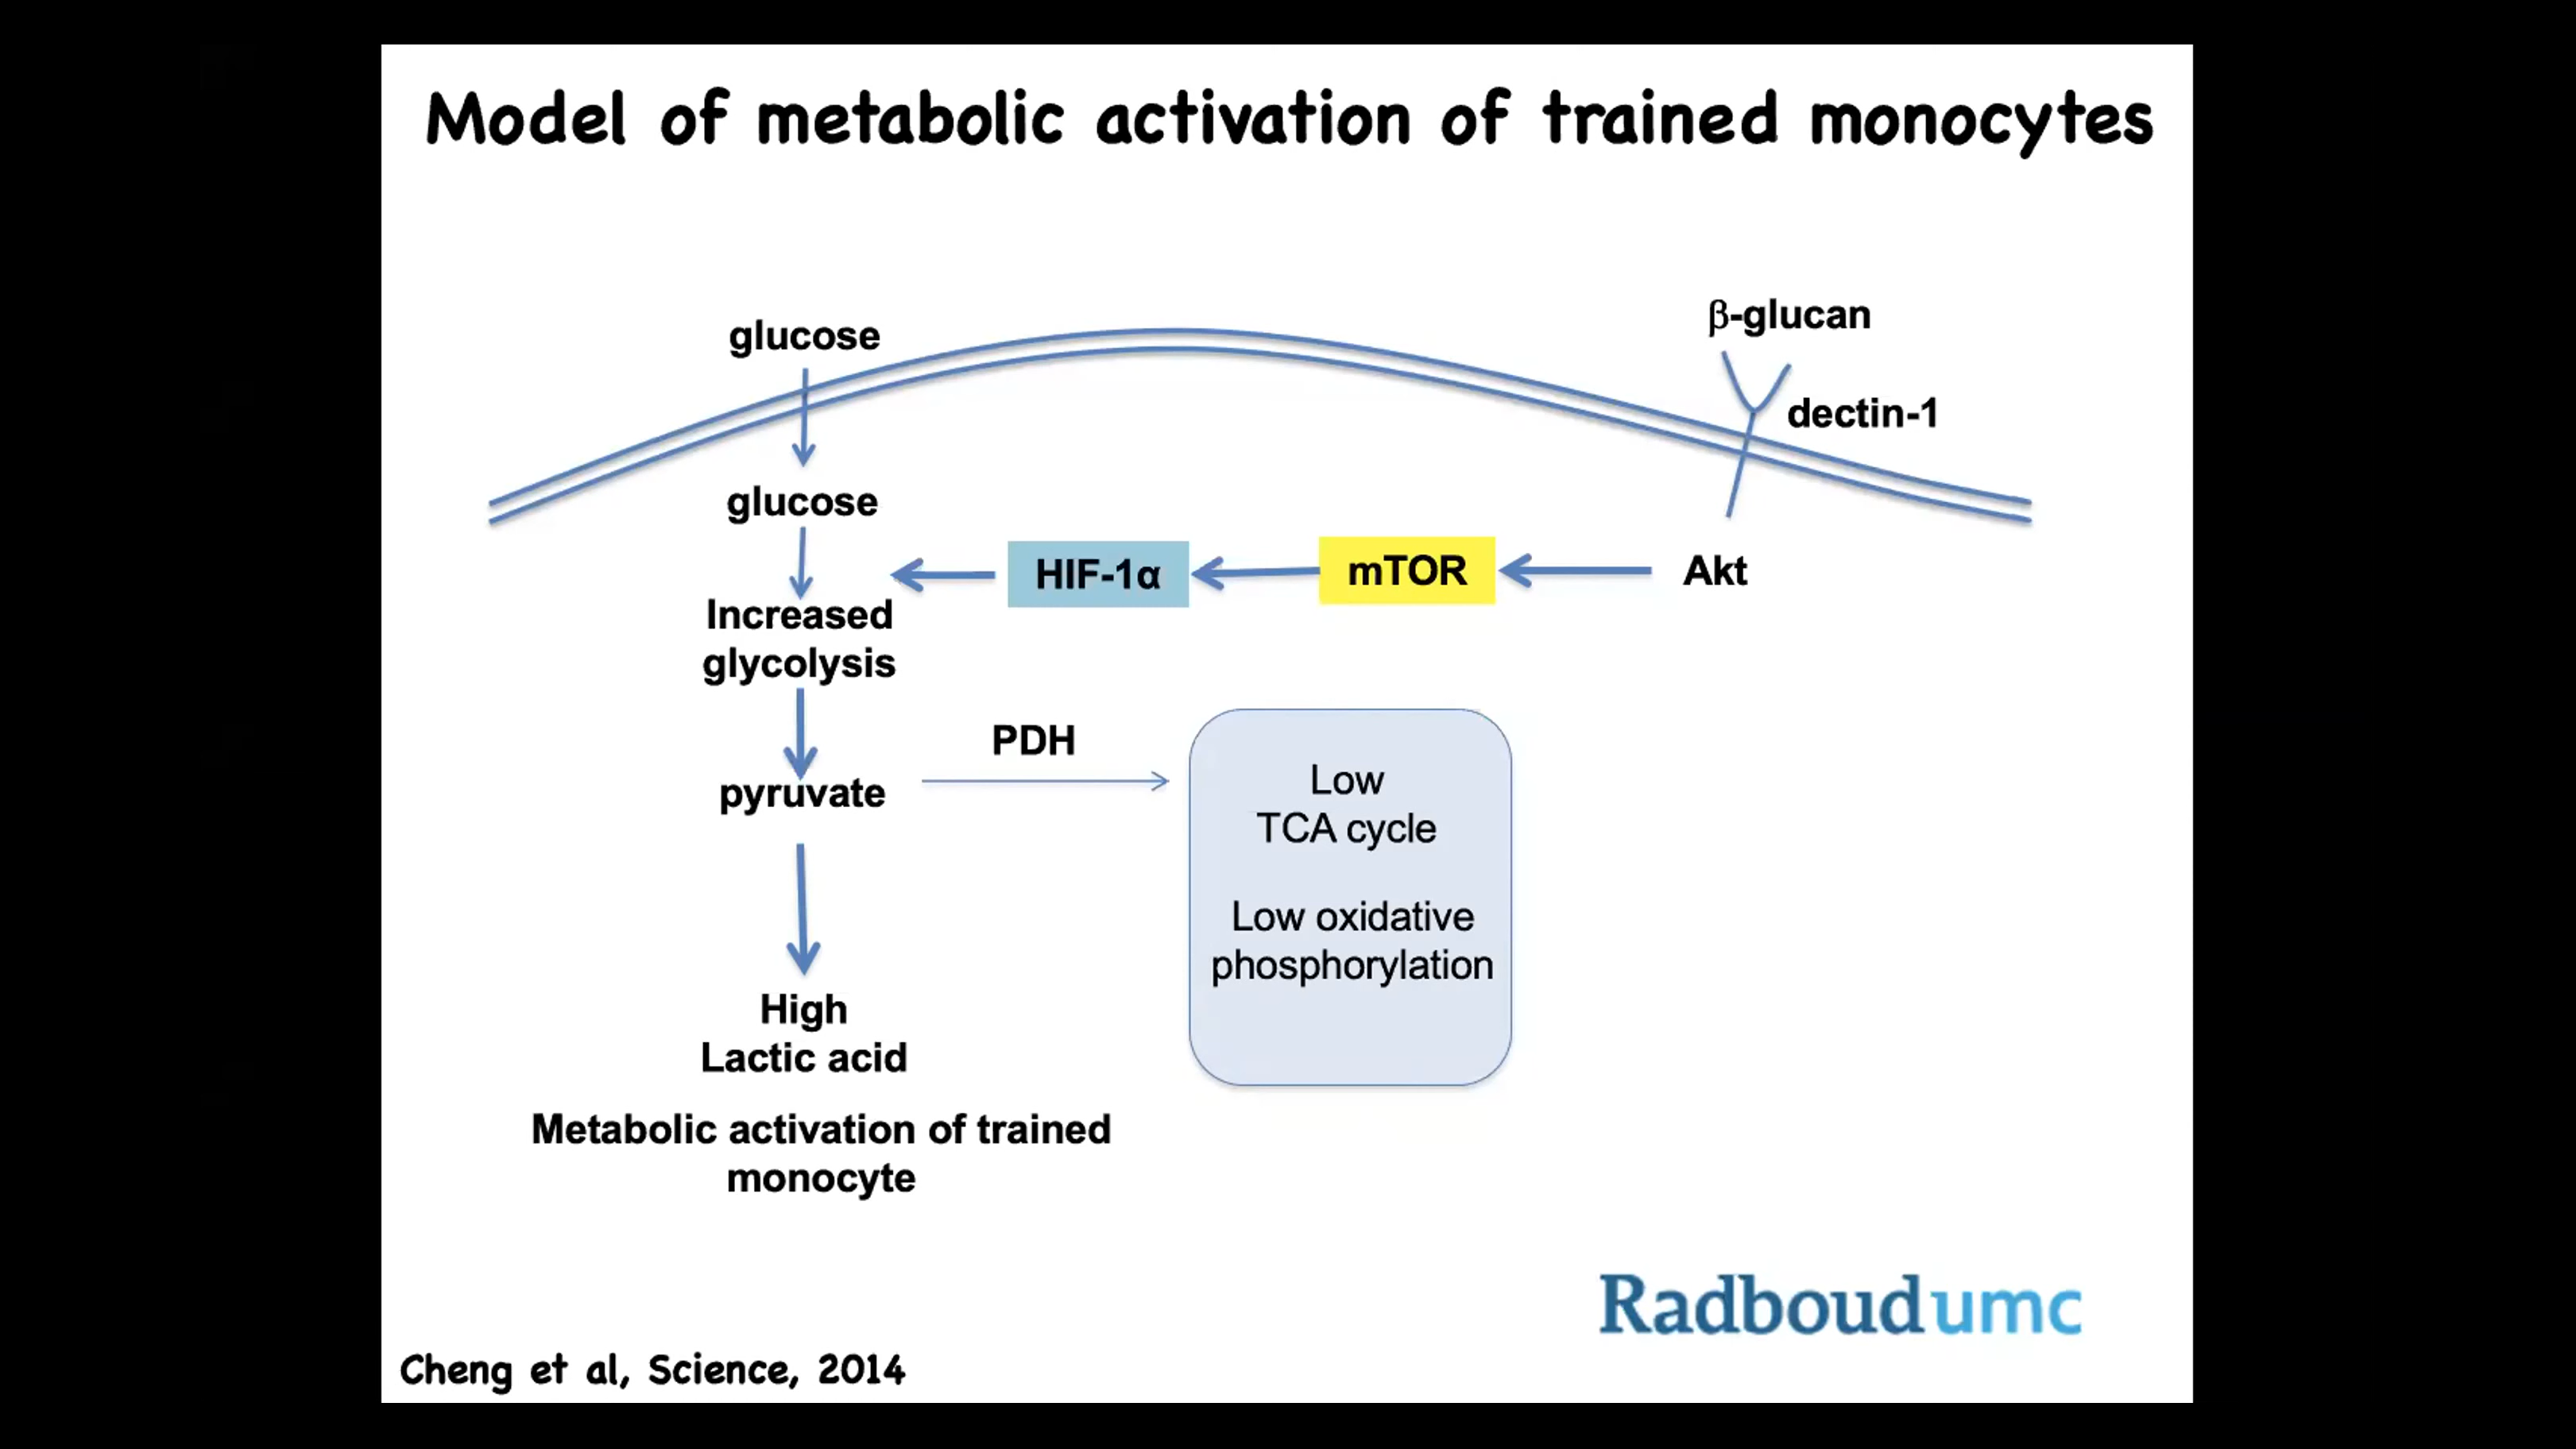 Model of metabolic activation of trained monocytes
β-glucan
glucose
dectin-1
glucose
HIF-1α
mTOR
Akt
Increased
glycolysis
PDH
pyruvate
Low
TCA cycle
Low oxidative
phosphorylation
High
Lactic acid
Metabolic activation of trained
monocyte
Radboudumc
Cheng et al, Science, 2014